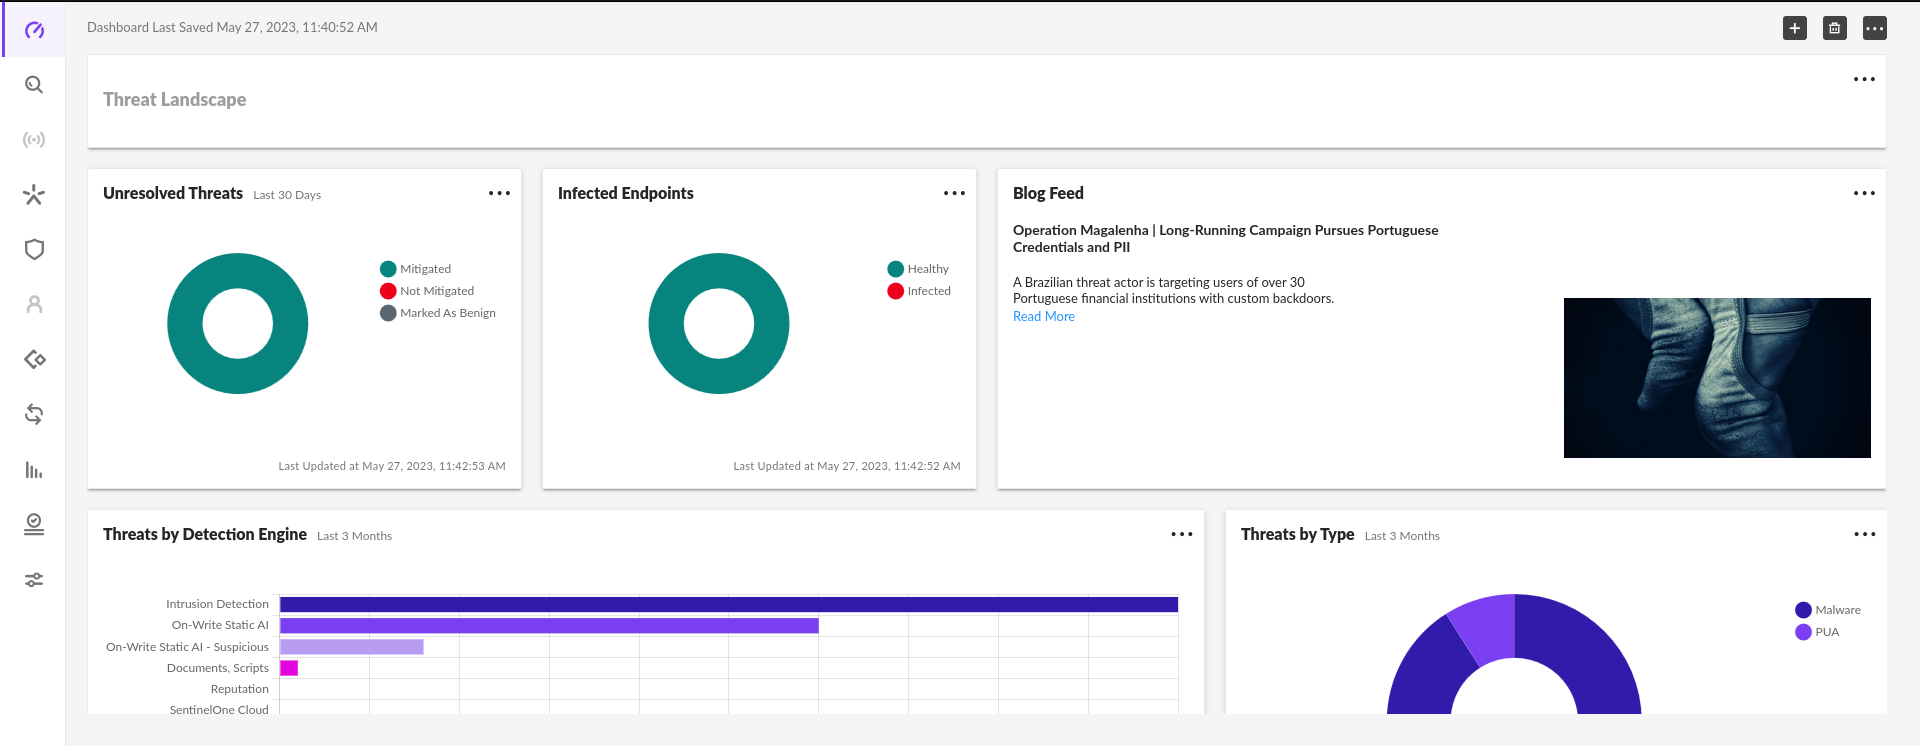 Dashboard Last Saved May 27, 2023, 11:40:52 AM
Threat Landscape
Unresolved Threats Last 30 Days
Mitigated
Not Mitigated
Marked As Benign
Last Updated at May 27, 2023, 11:42:53 AM
Infected Endpoints
Healthy
Infected
Last Updated at May 27, 2023, 11:42:52 AM
Blog Feed
Operation Magalenha | Long-Running Campaign Pursues Portuguese
Credentials and PII
A Brazilian threat actor is targeting users of over 30
Portuguese financial institutions with custom backdoors.
Read More
Threats by Detection Engine Last 3 Months
Intrusion Detection
On-Write Static AI
On-Write Static AI - Suspicious
Documents, Scripts
Reputation
SentinelOne Cloud
Threats by Type Last 3 Months
Malware
PUA